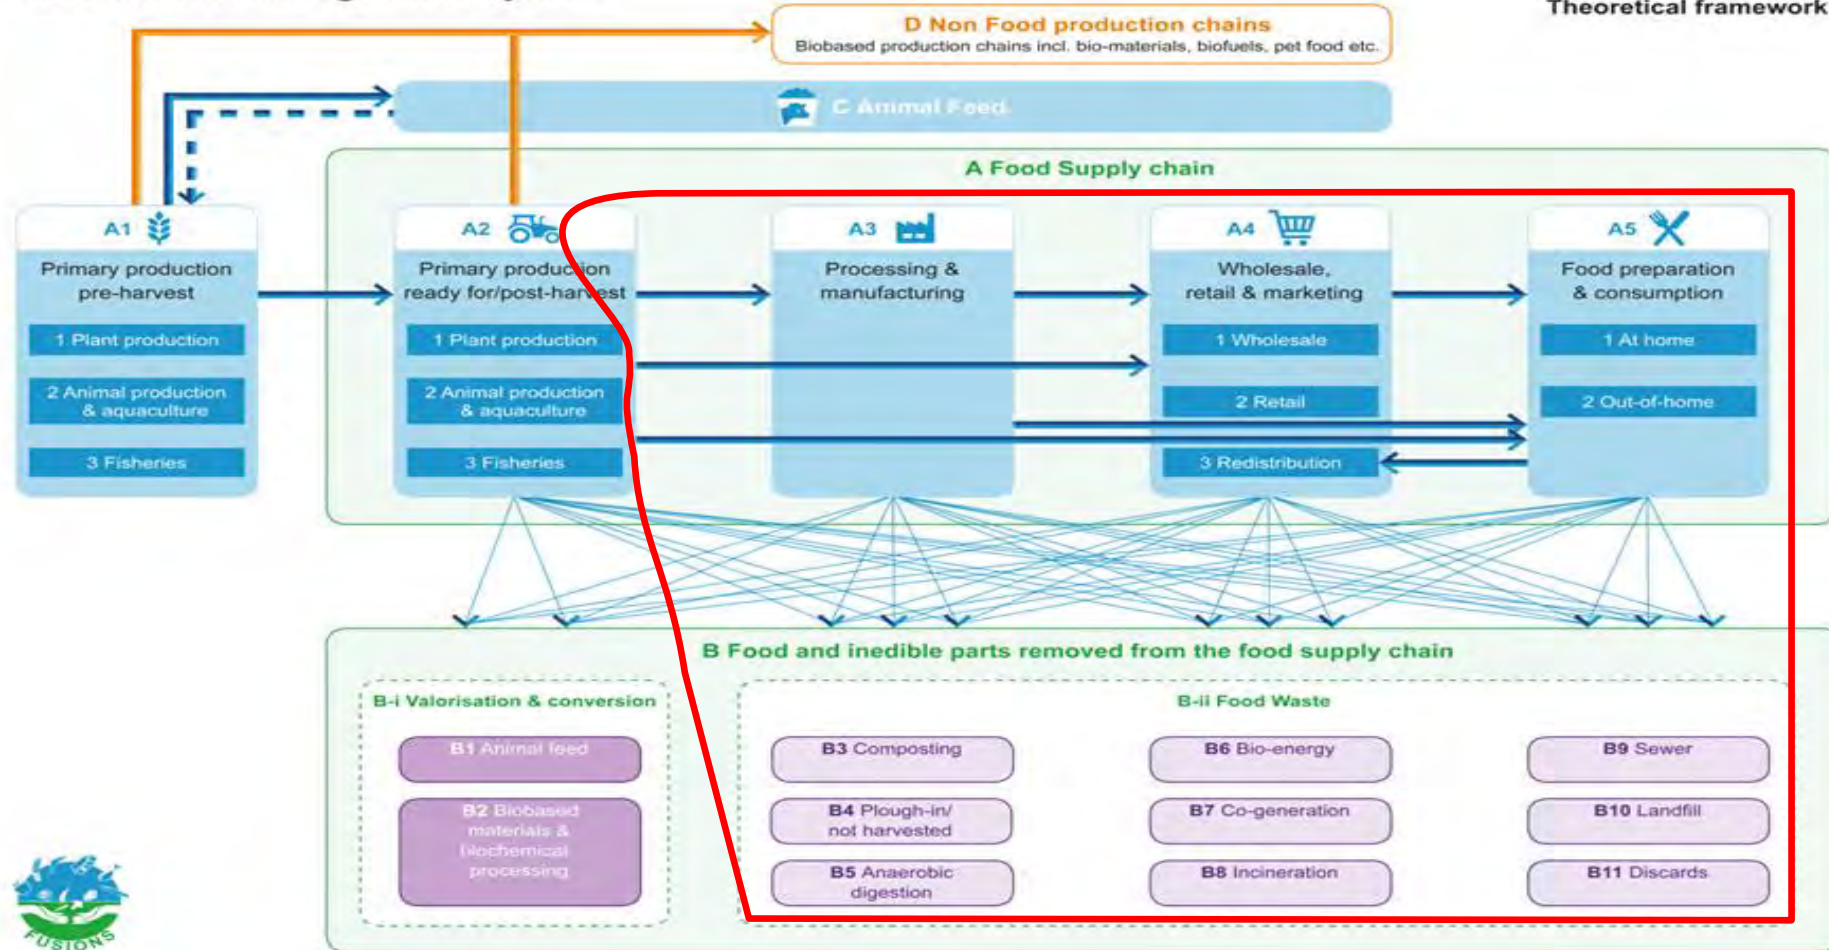 Theoretical framework
D Non Food production chains
Biobased production chains incl. bio-materials, biofuels, pet food etc.
C Animal Feed
A Food Supply chain
A1
Primary production
pre-harvest
1 Plant production
2 Animal production
& aquaculture
3 Fisheries
A2
Primary production
ready for/post-harvest
1 Plant production
2 Animal production
& aquaculture
3 Fisheries
A3
Processing &
manufacturing
A4
Wholesale,
retail & marketing
1 Wholesale
2 Retail
3 Redistribution
A5
Food preparation
& consumption
1 At home
2 Out-of-home
B Food and inedible parts removed from the food supply chain
B-i Valorisation & conversion
B1 Animal feed
B2 Biobased
materials &
biochemical
processing
B-ii Food Waste
B3 Composting
B4 Plough-in/
not harvested
B5 Anaerobic
digestion
B6 Bio-energy
B7 Co-generation
B8 Incineration
B9 Sewer
B10 Landfill
B11 Discards
FUSIONS